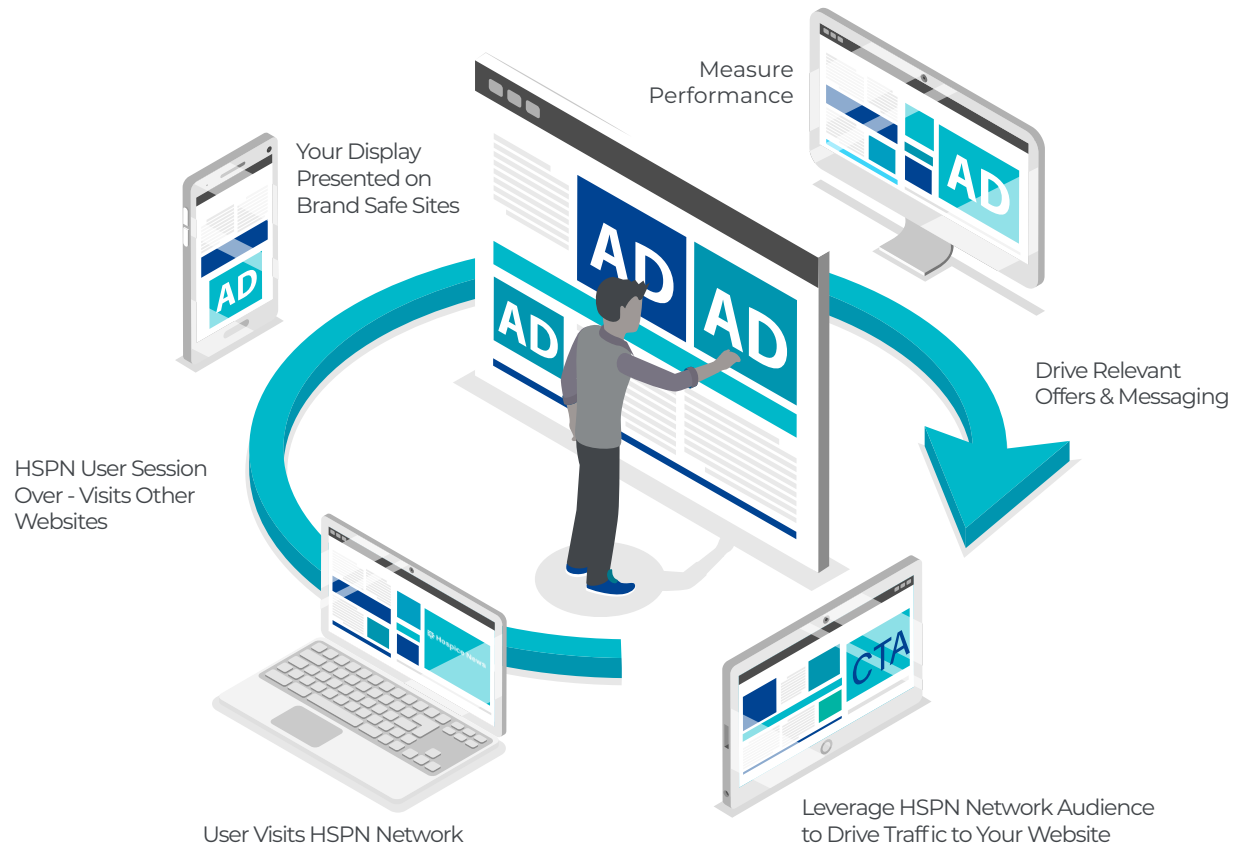 Measure
Performance
Your Display
Presented on
Brand Safe Sites
AD
AD
AD
AD
AD
Drive Relevant
Offers & Messaging
HSPN User Session
Over - Visits Other
Websites
Hospice News
CTA
User Visits HSPN Network
Leverage HSPN Network Audience
to Drive Traffic to Your Website